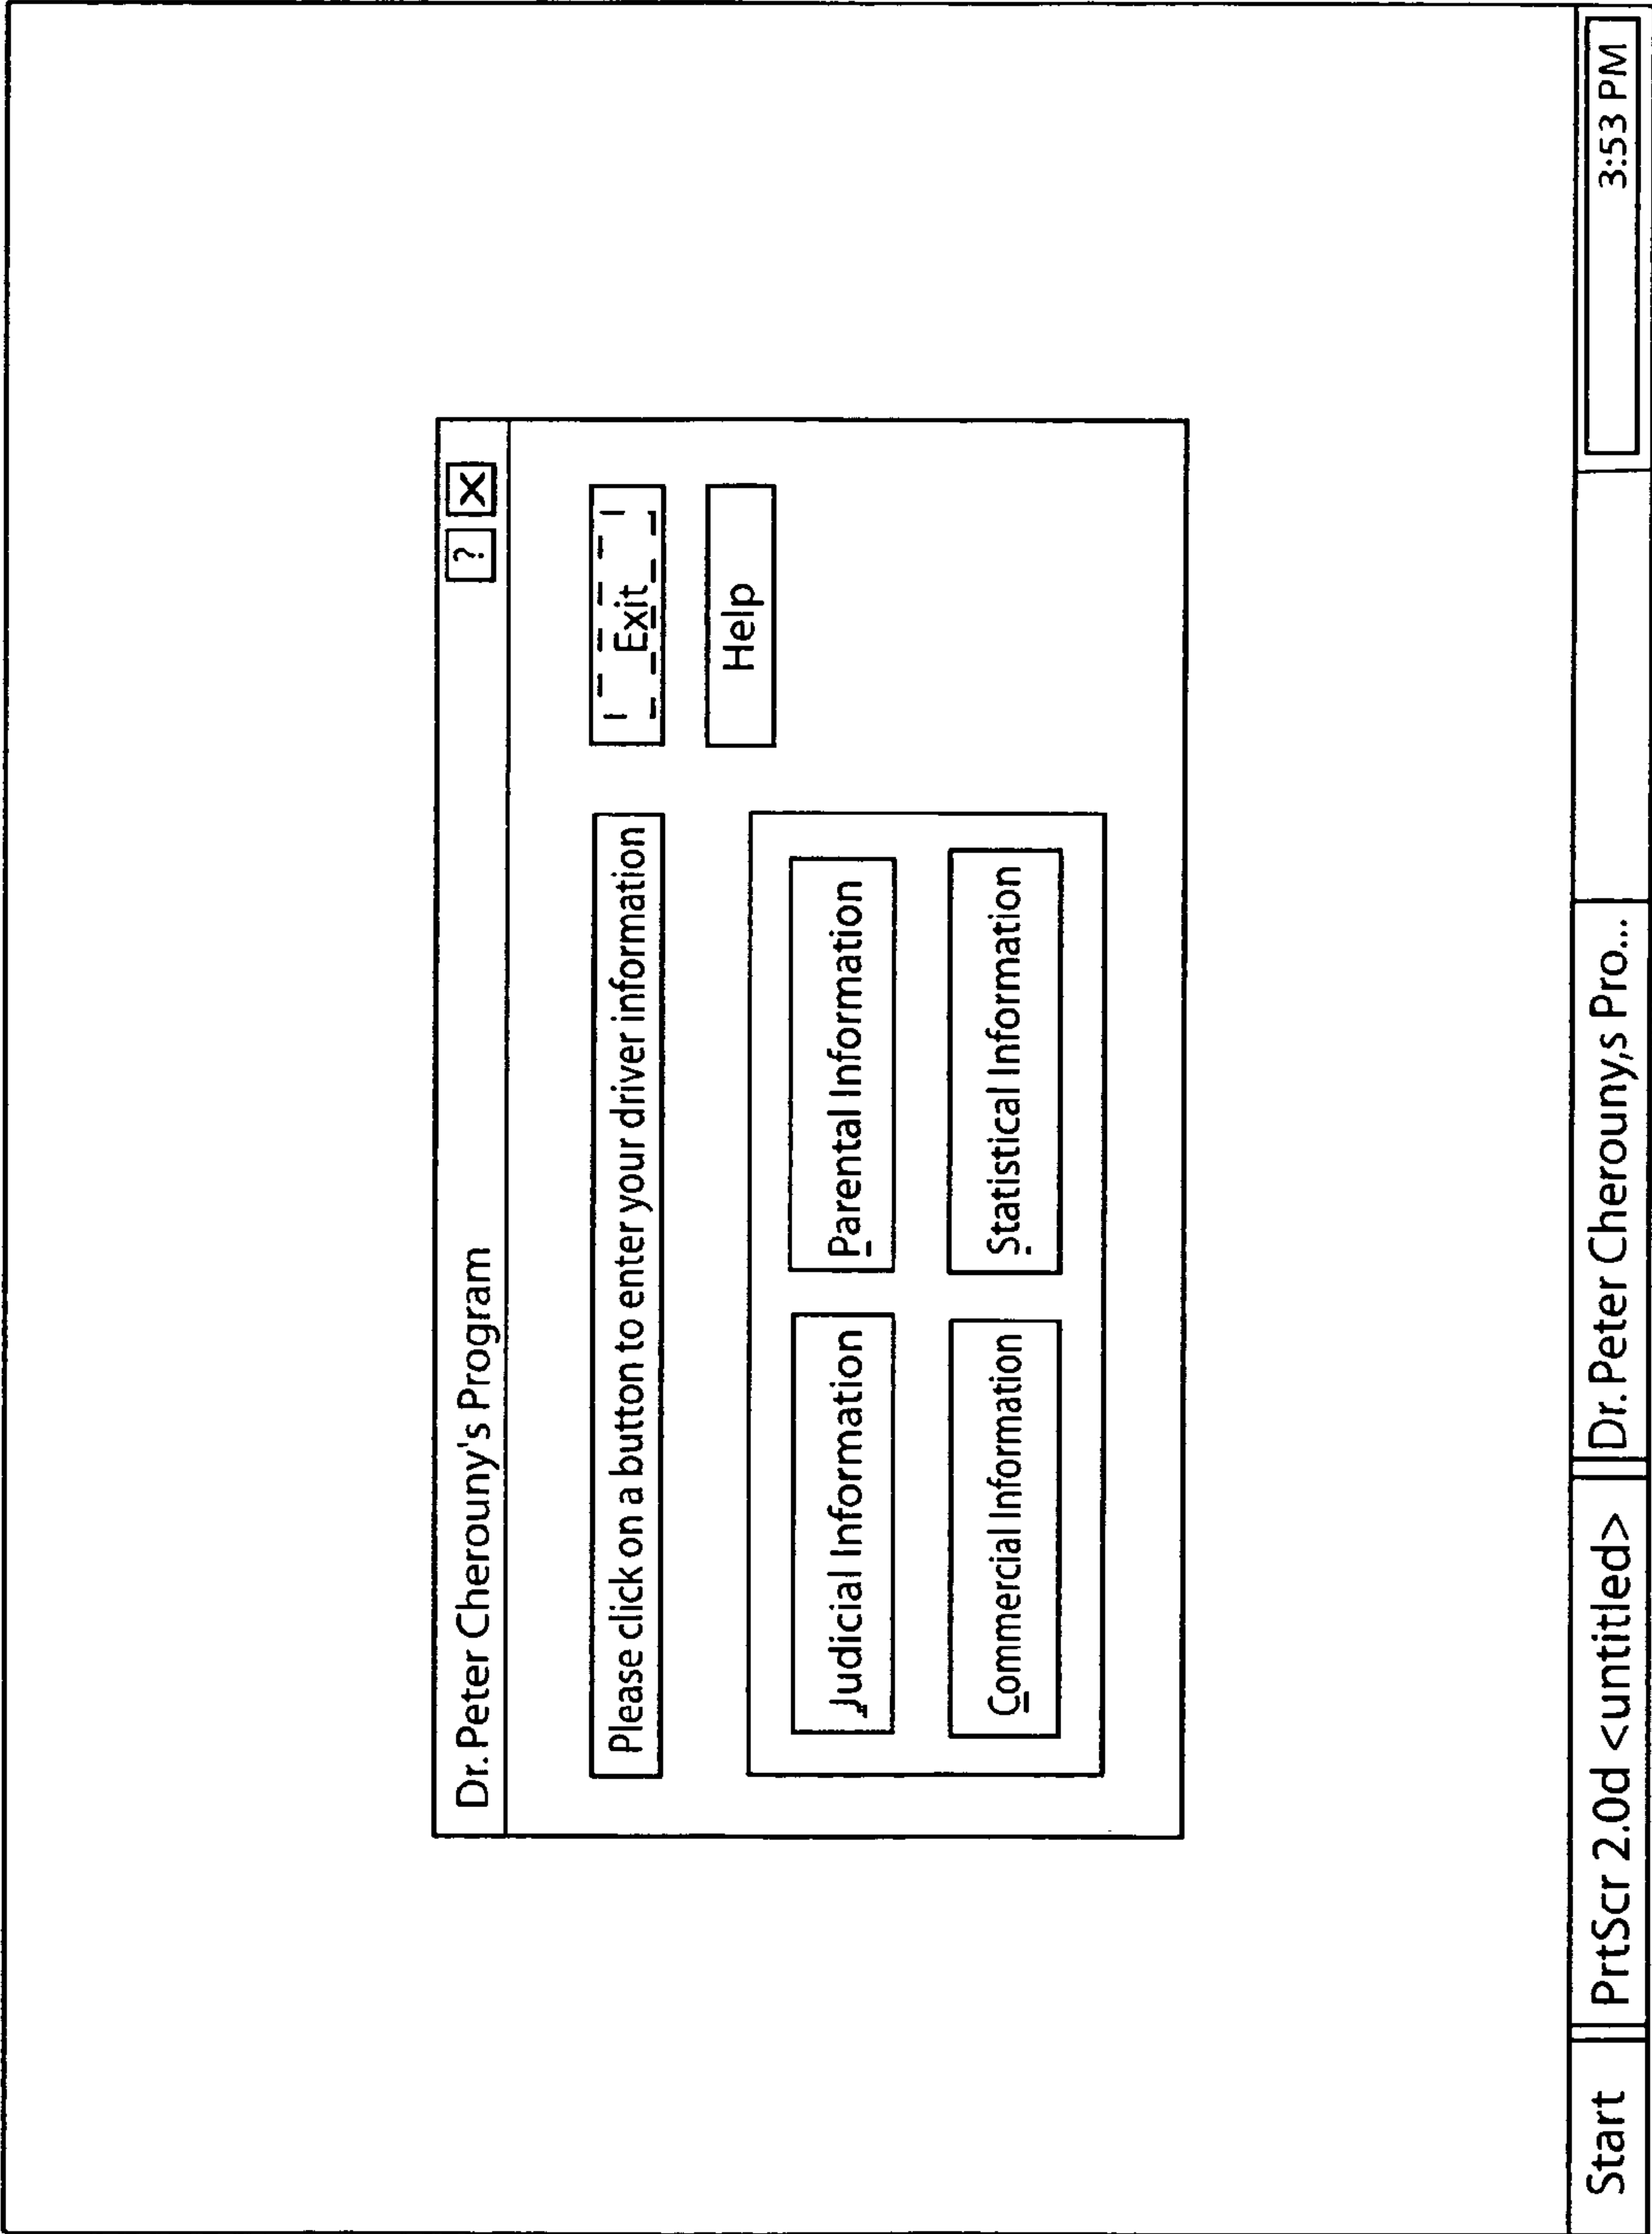 Dr. Peter Cherouny's Program ? X
Please click on a button to enter your driver information
Exit
Help
Judicial Information Parental Information
Commercial Information Statistical Information
Start PrtScr 2.0d <untitled> Dr. Peter Cherouny,s Pro... 3:53 PM